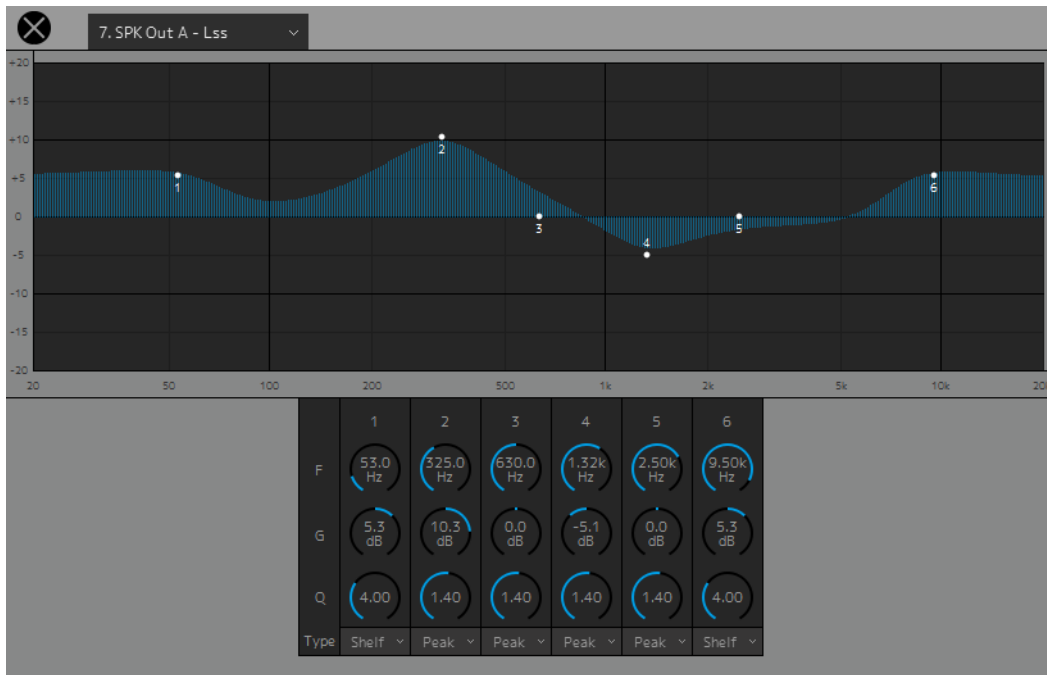 7. SPK Out A - Lss
+20
+15
+10
+5
0
-5
-10
-15
-20
1
2
3
4
5
6
20 50 100 200 500 1k 2k 5k 10k 20
1 2 3 4 5 6
F 53.0 Hz 325.0 Hz 630.0 Hz 1.32k Hz 2.50k Hz 9.50k Hz
G 5.3 dB 10.3 dB 0.0 dB -5.1 dB 0.0 dB 5.3 dB
Q 4.00 1.40 1.40 1.40 1.40 4.00
Type Shelf Peak Peak Peak Peak Shelf